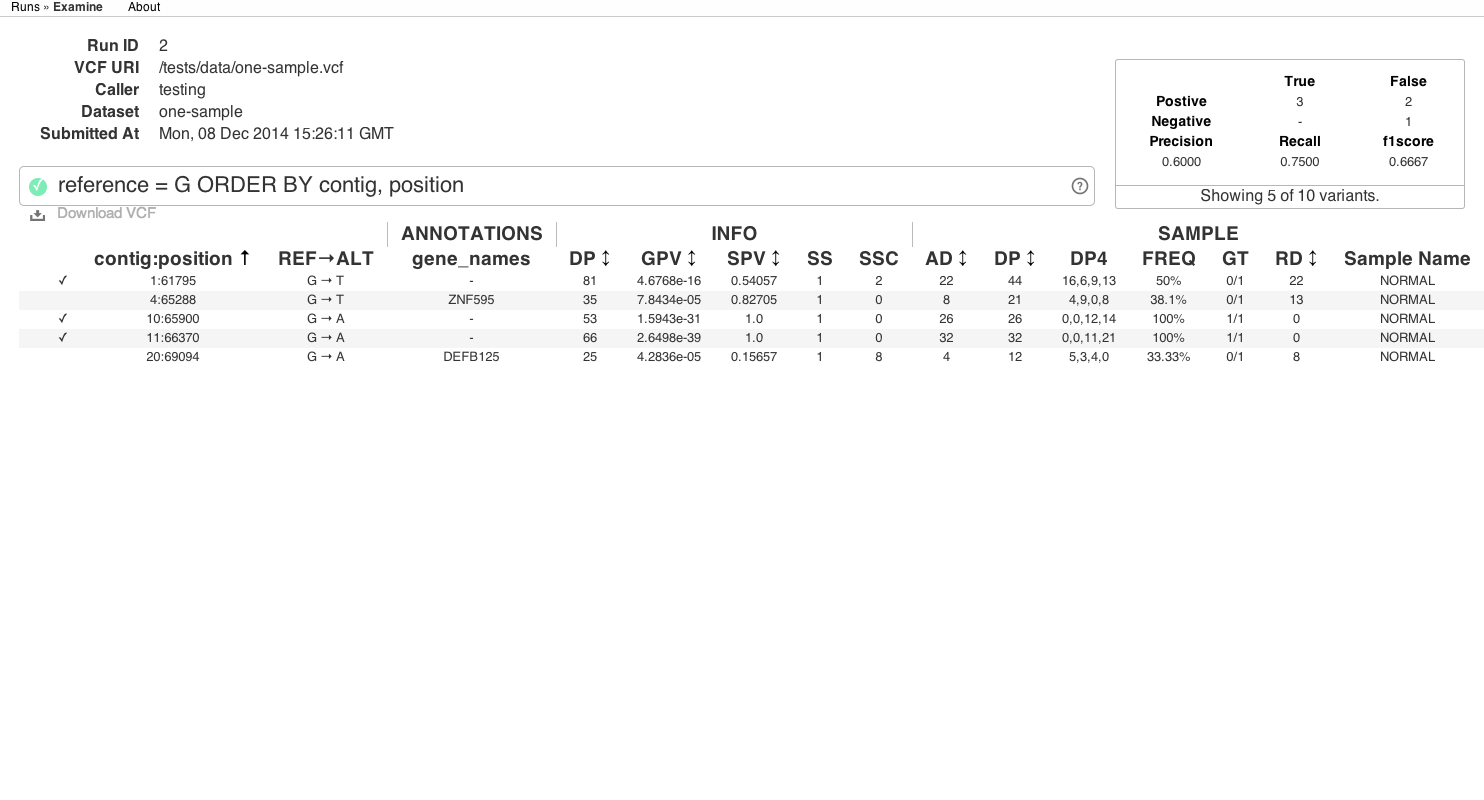 Runs » Examine About
Run ID 2
VCF URI /tests/data/one-sample.vcf
Caller testing
Dataset one-sample
Submitted At Mon, 08 Dec 2014 15:26:11 GMT
True False
Postive 3 2
Negative - 1
Precision Recall f1score
0.6000 0.7500 0.6667
Showing 5 of 10 variants.
reference = G ORDER BY contig, position ?
Download VCF
ANNOTATIONS INFO SAMPLE
contig:position ↑ REF→ALT gene_names DP ↕ GPV ↕ SPV ↕ SS SSC AD ↕ DP ↕ DP4 FREQ GT RD ↕ Sample Name
✓ 1:61795 G → T - 81 4.6768e-16 0.54057 1 2 22 44 16,6,9,13 50% 0/1 22 NORMAL
4:65288 G → T ZNF595 35 7.8434e-05 0.82705 1 0 8 21 4,9,0,8 38.1% 0/1 13 NORMAL
✓ 10:65900 G → A - 53 1.5943e-31 1.0 1 0 26 26 0,0,12,14 100% 1/1 0 NORMAL
✓ 11:66370 G → A - 66 2.6498e-39 1.0 1 0 32 32 0,0,11,21 100% 1/1 0 NORMAL
20:69094 G → A DEFB125 25 4.2836e-05 0.15657 1 8 4 12 5,3,4,0 33.33% 0/1 8 NORMAL